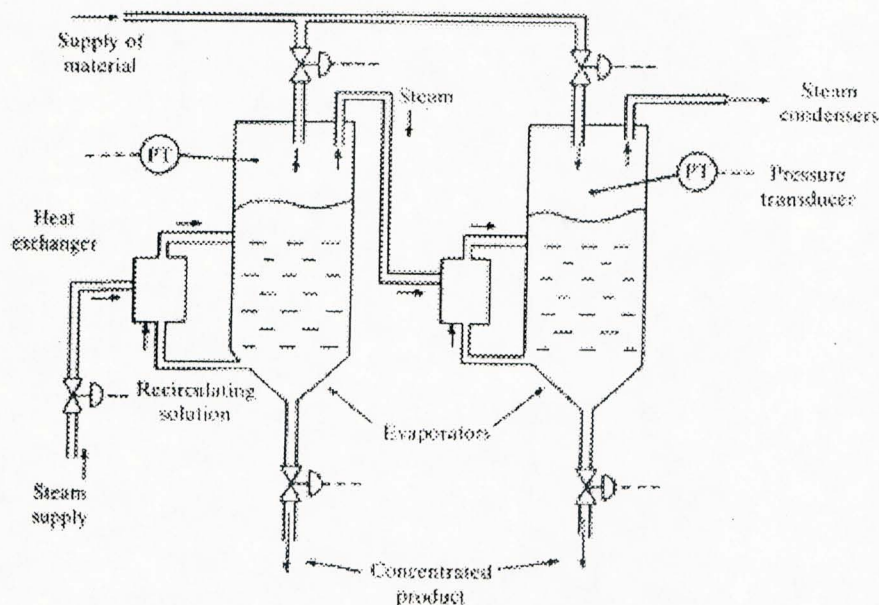 Supply of
material
Steam
Steam
condensers
PT
PT
Pressure
transducer
Heat
exchanger
Recirculating
solution
Evaporators
Steam
supply
Concentrated
product